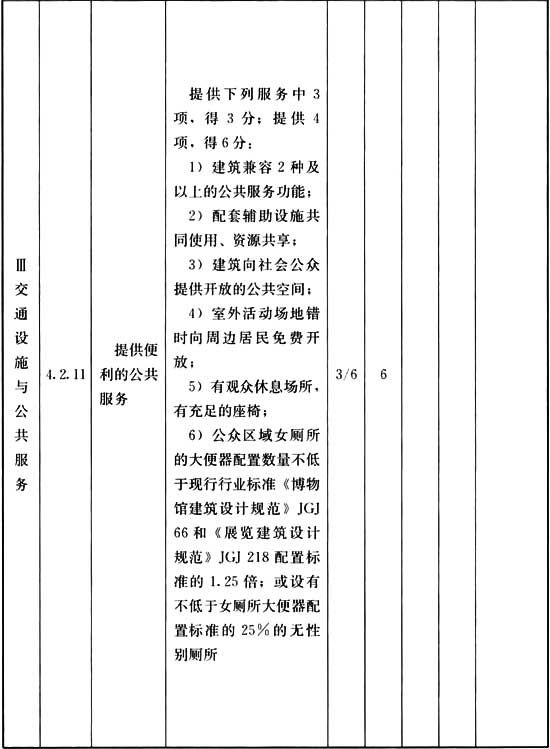 Ⅲ
交
通
设
施
与
公
共
服
务
4.2.11
提供便
利的公共
服务
提供下列服务中3
项，得3分；提供4
项，得6分：
1）建筑兼容2种及
以上的公共服务功能；
2）配套辅助设施共
同使用、资源共享；
3）建筑向社会公众
提供开放的公共空间；
4）室外活动场地错
时向周边居民免费开
放；
5）有观众休息场所，
有充足的座椅；
6）公众区域女厕所
的大便器配置数量不低
于现行行业标准《博物
馆建筑设计规范》JGJ
66和《展览建筑设计
规范》JGJ 218配置标
准的1.25倍；或设有
不低于女厕所大便器配
置标准的25%的无性
别厕所
3/6
6